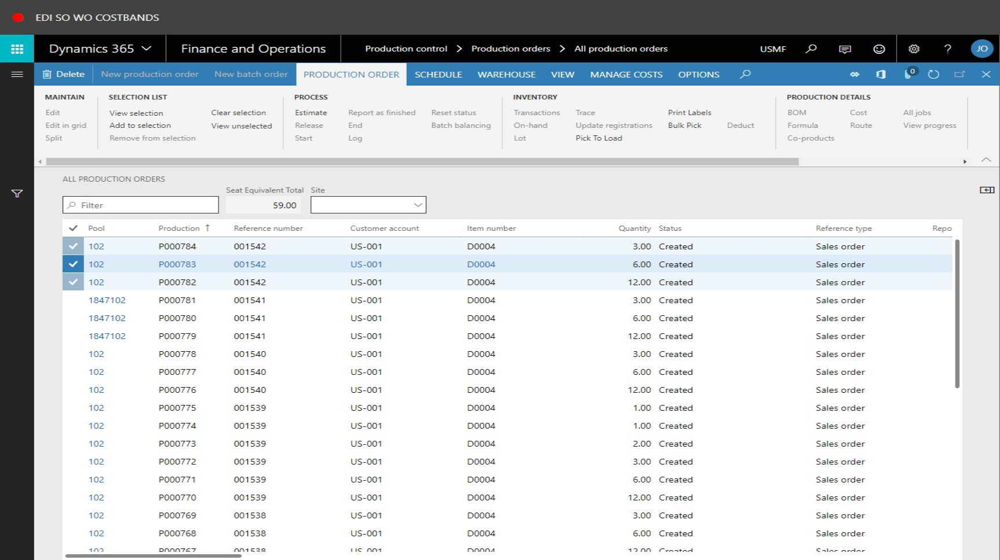 EDI SO WO COSTBANDS
Dynamics 365 Finance and Operations Production control > Production orders > All production orders USMF ? JO
Delete New production order New batch order PRODUCTION ORDER SCHEDULE WAREHOUSE VIEW MANAGE COSTS OPTIONS 0
MAINTAIN SELECTION LIST PROCESS INVENTORY PRODUCTION DETAILS
Edit View selection Clear selection Estimate Report as finished Reset status Transactions Trace Print Labels BOM Cost All jobs
Edit in grid Add to selection View unselected Release End Batch balancing On-hand Update registrations Bulk Pick Deduct Formula Route View progress
Split Remove from selection Start Log Lot Pick To Load Co-products
ALL PRODUCTION ORDERS
Seat Equivalent Total Site
Filter 59.00
Pool Production ↑ Reference number Customer account Item number Quantity Status Reference type Repo
102 P000784 001542 US-001 D0004 3.00 Created Sales order
102 P000783 001542 US-001 D0004 6.00 Created Sales order
102 P000782 001542 US-001 D0004 12.00 Created Sales order
1847102 P000781 001541 US-001 D0004 3.00 Created Sales order
1847102 P000780 001541 US-001 D0004 6.00 Created Sales order
1847102 P000779 001541 US-001 D0004 12.00 Created Sales order
102 P000778 001540 US-001 D0004 3.00 Created Sales order
102 P000777 001540 US-001 D0004 6.00 Created Sales order
102 P000776 001540 US-001 D0004 12.00 Created Sales order
102 P000775 001539 US-001 D0004 1.00 Created Sales order
102 P000774 001539 US-001 D0004 1.00 Created Sales order
102 P000773 001539 US-001 D0004 2.00 Created Sales order
102 P000772 001539 US-001 D0004 3.00 Created Sales order
102 P000771 001539 US-001 D0004 6.00 Created Sales order
102 P000770 001539 US-001 D0004 12.00 Created Sales order
102 P000769 001538 US-001 D0004 3.00 Created Sales order
102 P000768 001538 US-001 D0004 6.00 Created Sales order
102 P000767 001538 US-001 D0004 12.00 Created Sales order